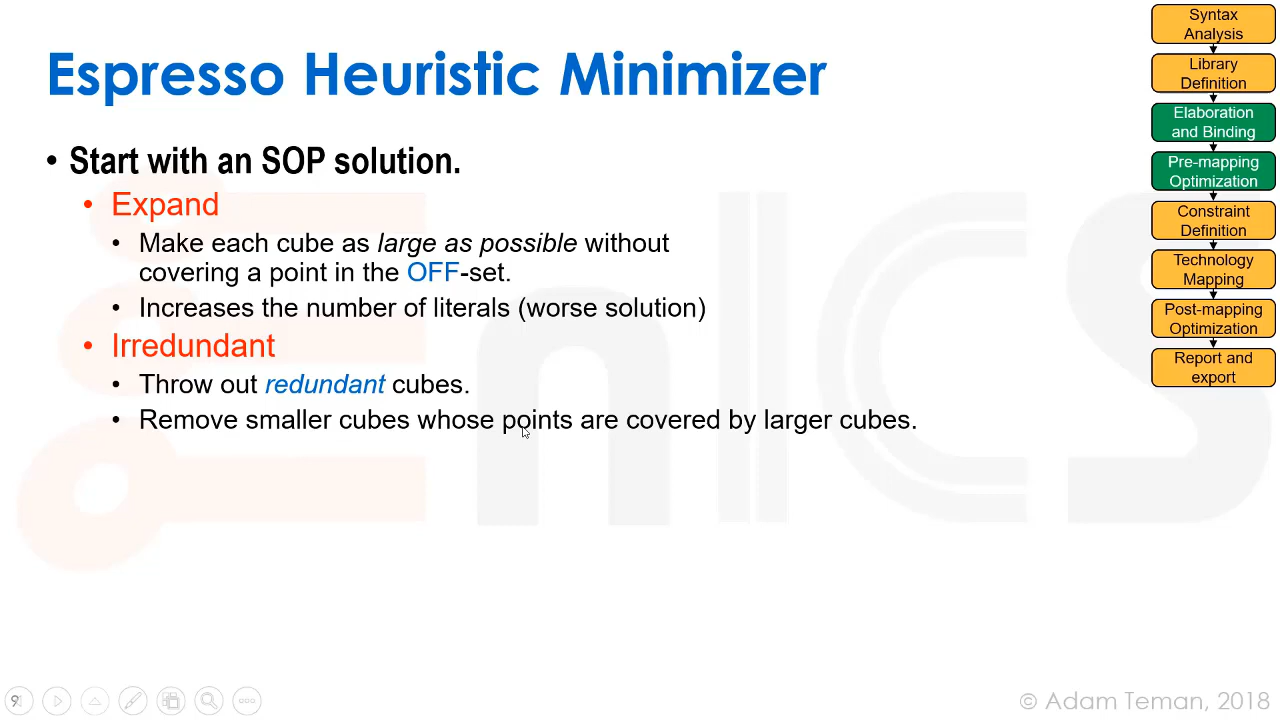 Espresso Heuristic Minimizer
• Start with an SOP solution.
• Expand
• Make each cube as large as possible without
covering a point in the OFF-set.
• Increases the number of literals (worse solution)
• Irredundant
• Throw out redundant cubes.
• Remove smaller cubes whose points are covered by larger cubes.
Syntax
Analysis
Library
Definition
Elaboration
and Binding
Pre-mapping
Optimization
Constraint
Definition
Technology
Mapping
Post-mapping
Optimization
Report and
export
EnICS
9
© Adam Teman, 2018